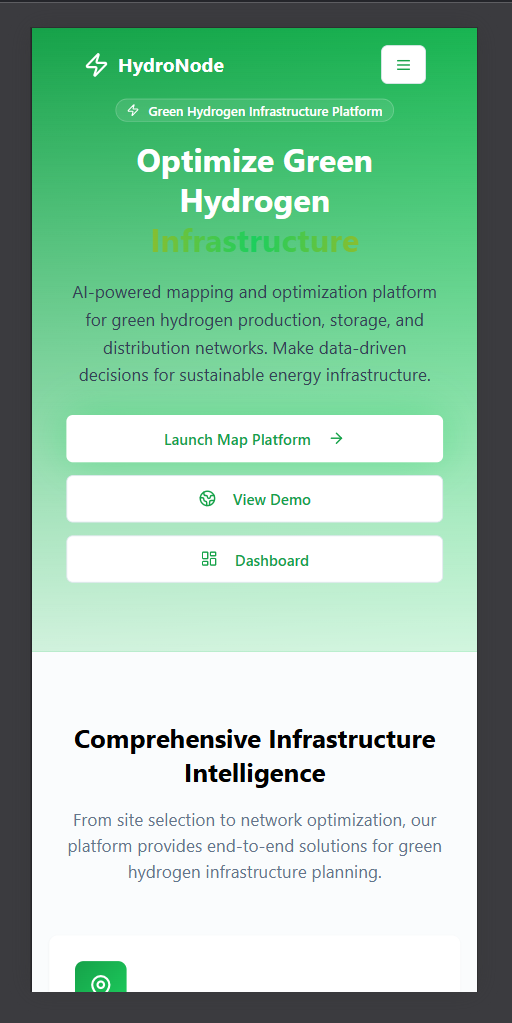 HydroNode
Green Hydrogen Infrastructure Platform
Optimize Green
Hydrogen
Infrastructure
AI-powered mapping and optimization platform
for green hydrogen production, storage, and
distribution networks. Make data-driven
decisions for sustainable energy infrastructure.
Launch Map Platform
View Demo
Dashboard
Comprehensive Infrastructure
Intelligence
From site selection to network optimization, our
platform provides end-to-end solutions for green
hydrogen infrastructure planning.